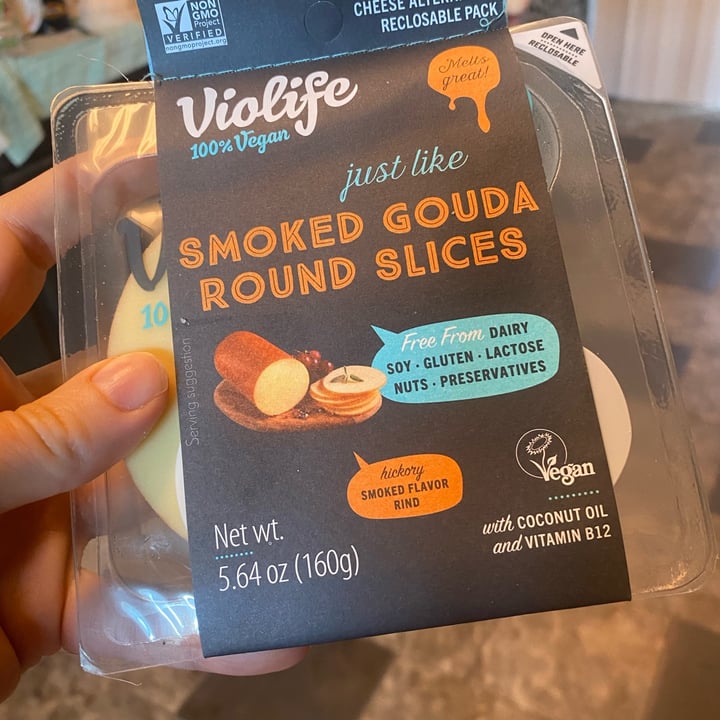 NON
GMO
Project
VERIFIED
nongmoproject.org
CHEESE
RECLOSABLE PACK
OPEN HERE
RECLOSABLE
Violife
100% Vegan
Melts
great!
just like
SMOKED GOUDA
ROUND SLICES
10
Free From DAIRY
SOY · GLUTEN · LACTOSE
NUTS · PRESERVATIVES
Serving suggestion
hickory
SMOKED FLAVOR
RIND
Vegan
with COCONUT OIL
and VITAMIN B12
Net wt.
5.64 oz (160g)